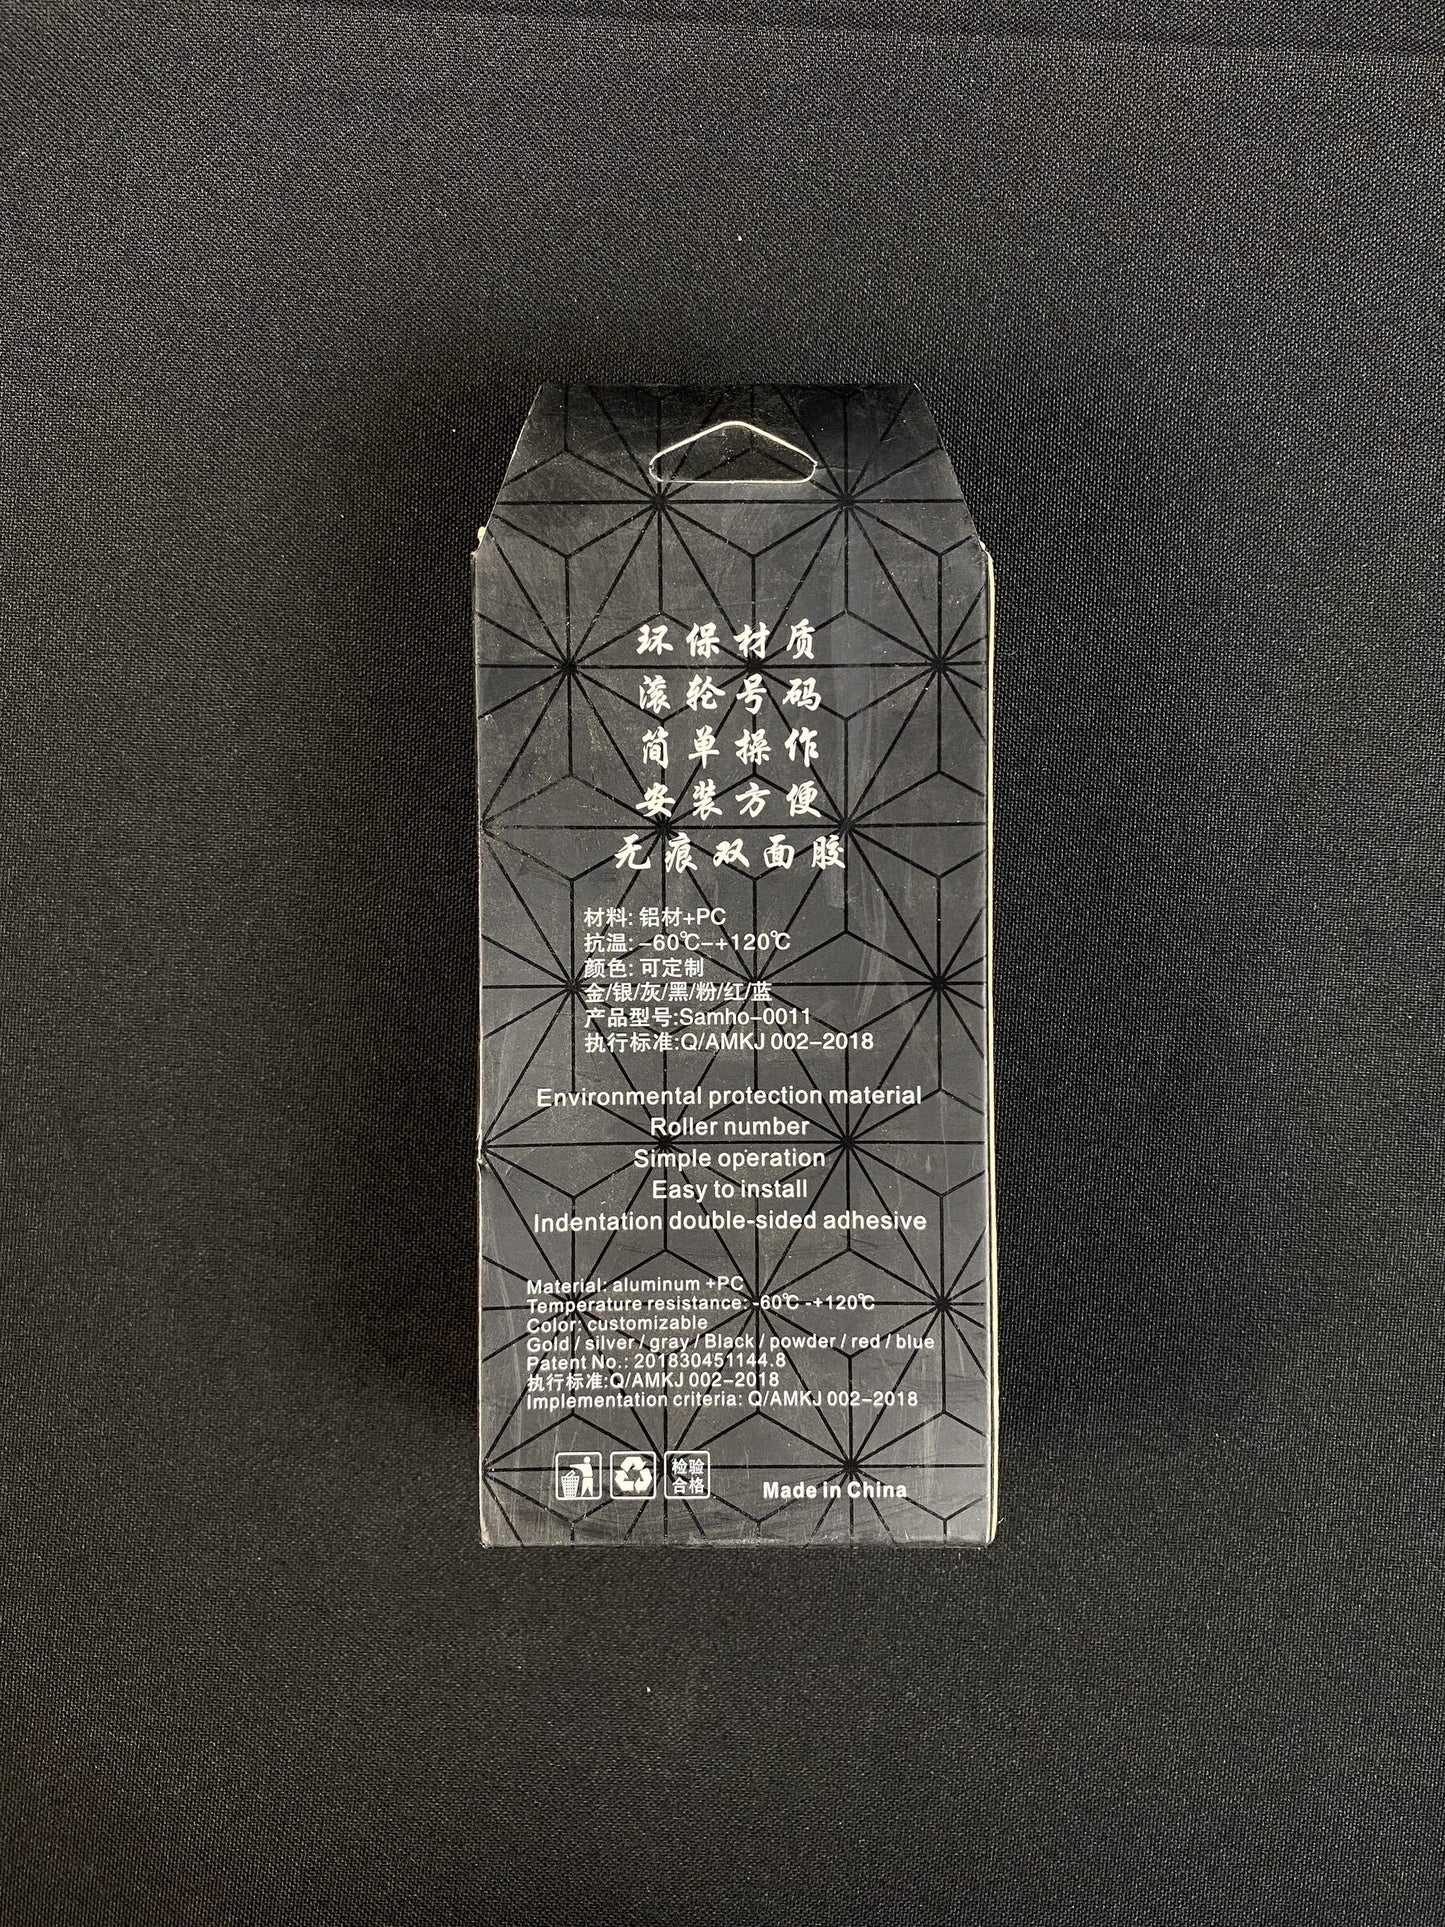 环保材质
滚轮号码
简单操作
安装方便
无痕双面胶
材料: 铝材+PC
抗温: -60℃-+120℃
颜色: 可定制
金/银/灰/黑/粉/红/蓝
产品型号:Samho-0011
执行标准:Q/AMKJ 002-2018
Environmental protection material
Roller number
Simple operation
Easy to install
Indentation double-sided adhesive
Material: aluminum +PC
Temperature resistance: -60℃ -+120℃
Color: customizable
Gold / silver / gray / Black / powder / red / blue
Patent No.: 201830451144.8
执行标准:Q/AMKJ 002-2018
Implementation criteria: Q/AMKJ 002-2018
检验
合格
Made in China